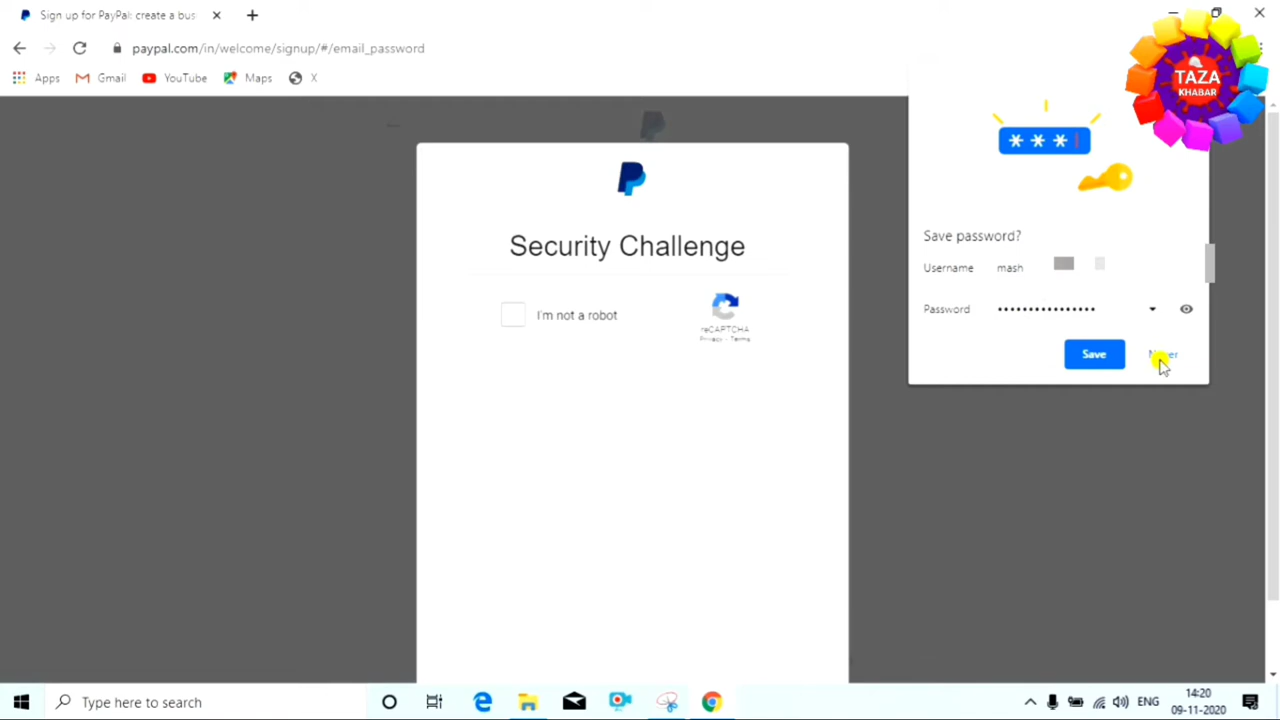 Sign up for PayPal: create a bus
paypal.com/in/welcome/signup/#/email_password
Apps Gmail YouTube Maps X
TAZA
KHABAR
* * *
Save password?
Username mash
Password ••••••••••••••••
Save
Security Challenge
I'm not a robot
reCAPTCHA
Privacy - Terms
Type here to search
ENG
14:20
09-11-2020